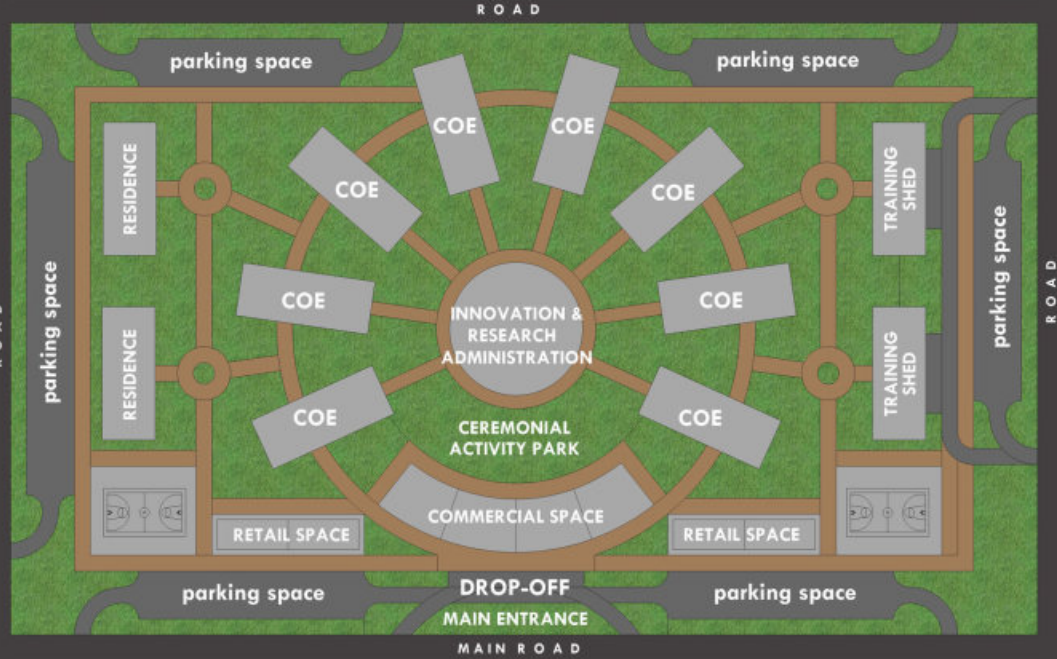 ROAD
parking space
parking space
COE
COE
RESIDENCE
COE
COE
TRAINING
SHED
parking space
COE
INNOVATION &
RESEARCH
ADMINISTRATION
COE
parking space
ROAD
RESIDENCE
COE
CEREMONIAL
ACTIVITY PARK
COE
TRAINING
SHED
RETAIL SPACE
COMMERCIAL SPACE
RETAIL SPACE
parking space
DROP-OFF
MAIN ENTRANCE
parking space
MAIN ROAD